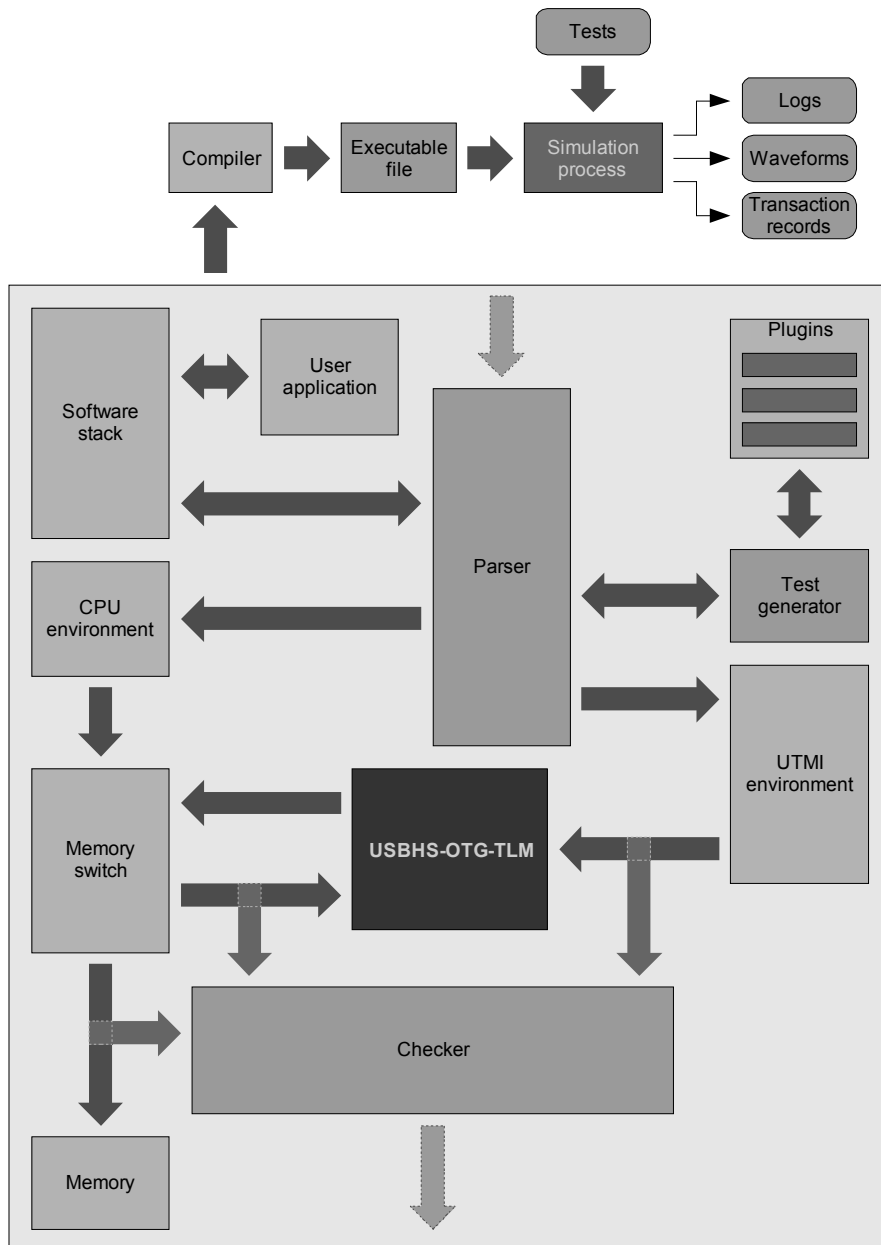 Tests
Logs
Compiler
Executable
file
Simulation
process
Waveforms
Transaction
records
Software
stack
User
application
Plugins
Parser
CPU
environment
Test
generator
UTMI
environment
Memory
switch
USBHS-OTG-TLM
Checker
Memory